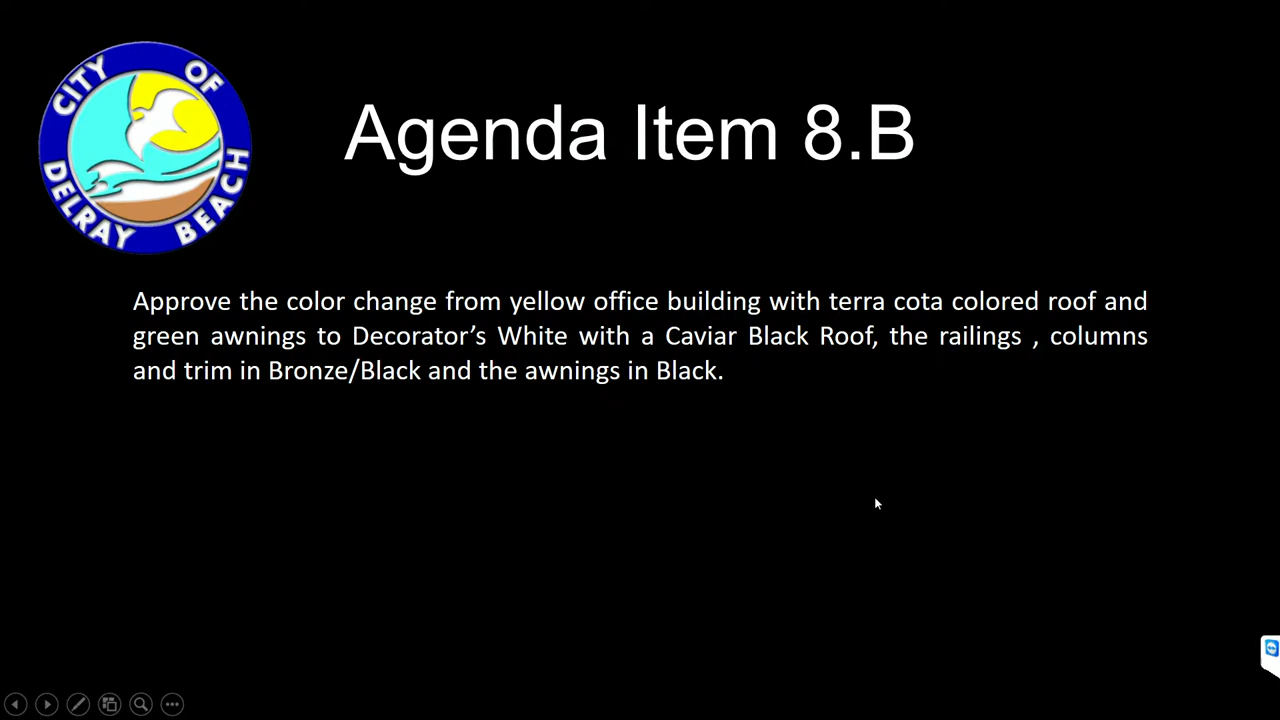 CITY OF
DELRAY BEACH
Agenda Item 8.B
Approve the color change from yellow office building with terra cota colored roof and
green awnings to Decorator’s White with a Caviar Black Roof, the railings , columns
and trim in Bronze/Black and the awnings in Black.